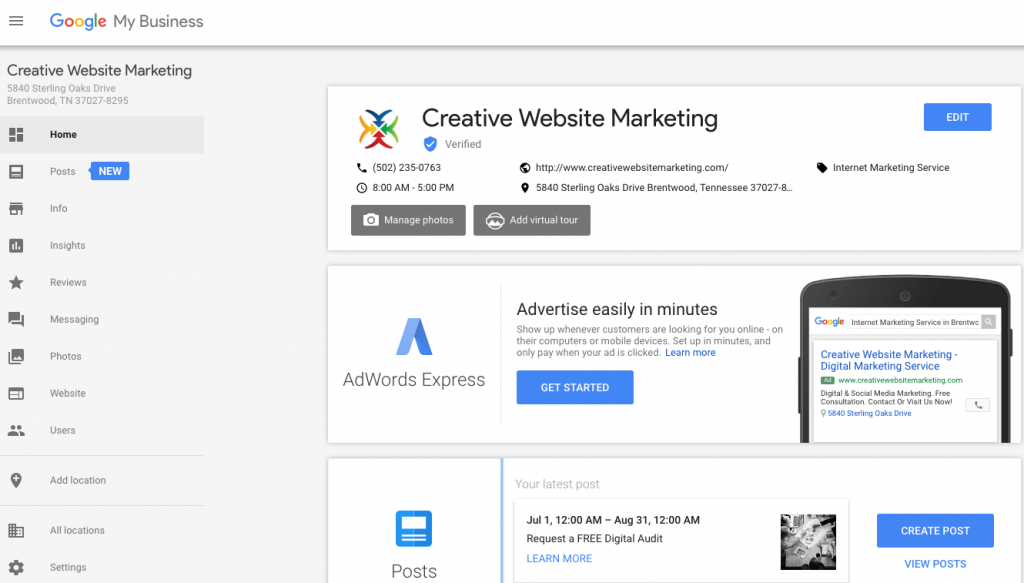 Google My Business
Creative Website Marketing
5840 Sterling Oaks Drive
Brentwood, TN 37027-8295
Home
Posts NEW
Info
Insights
Reviews
Messaging
Photos
Website
Users
Add location
All locations
Settings
Creative Website Marketing
EDIT
Verified
(502) 235-0763
http://www.creativewebsitemarketing.com/
Internet Marketing Service
8:00 AM - 5:00 PM
5840 Sterling Oaks Drive Brentwood, Tennessee 37027-8...
Manage photos
Add virtual tour
AdWords Express
Advertise easily in minutes
Show up whenever customers are looking for you online - on
their computers or mobile devices. Set up in minutes, and
only pay when your ad is clicked. Learn more
GET STARTED
Google Internet Marketing Service in Brentwc
Creative Website Marketing -
Digital Marketing Service
Ad www.creativewebsitemarketing.com
Digital & Social Media Marketing. Free
Consultation. Contact Or Visit Us Now!
5840 Sterling Oaks Drive
Posts
Your latest post
Jul 1, 12:00 AM – Aug 31, 12:00 AM
Request a FREE Digital Audit
LEARN MORE
CREATE POST
VIEW POSTS